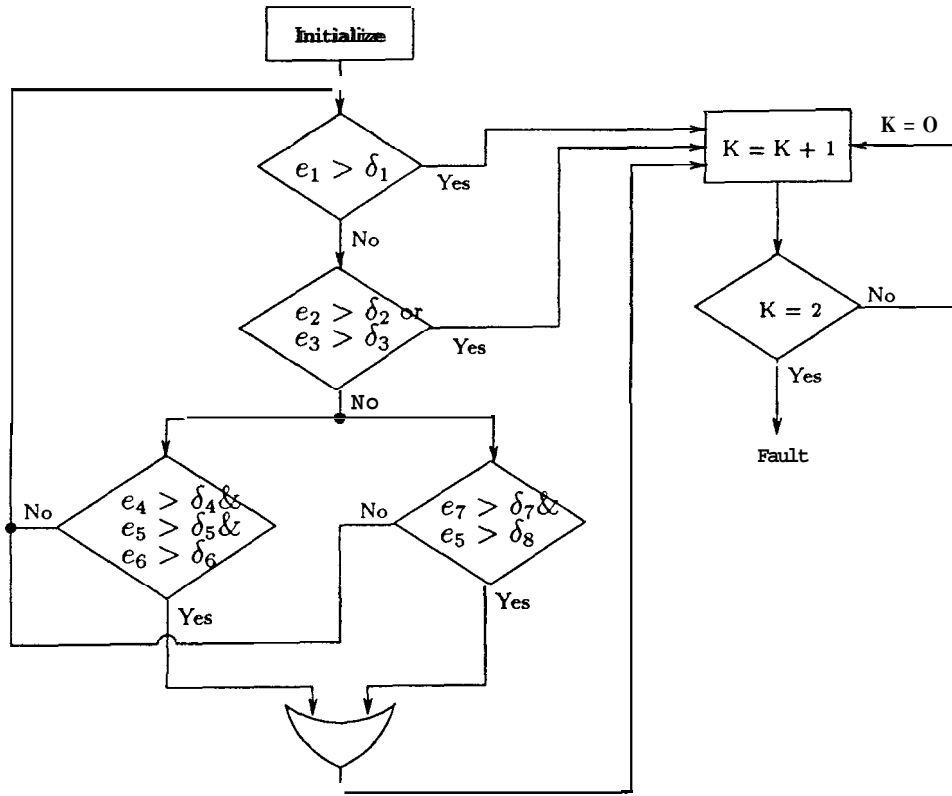 Initialize
e1 > δ1
Yes
No
K = K + 1
K = 0
e2 > δ2 or
e3 > δ3
Yes
No
K = 2
No
Yes
Fault
e4 > δ4&
e5 > δ5&
e6 > δ6
No
Yes
e7 > δ7&
e5 > δ8
No
Yes